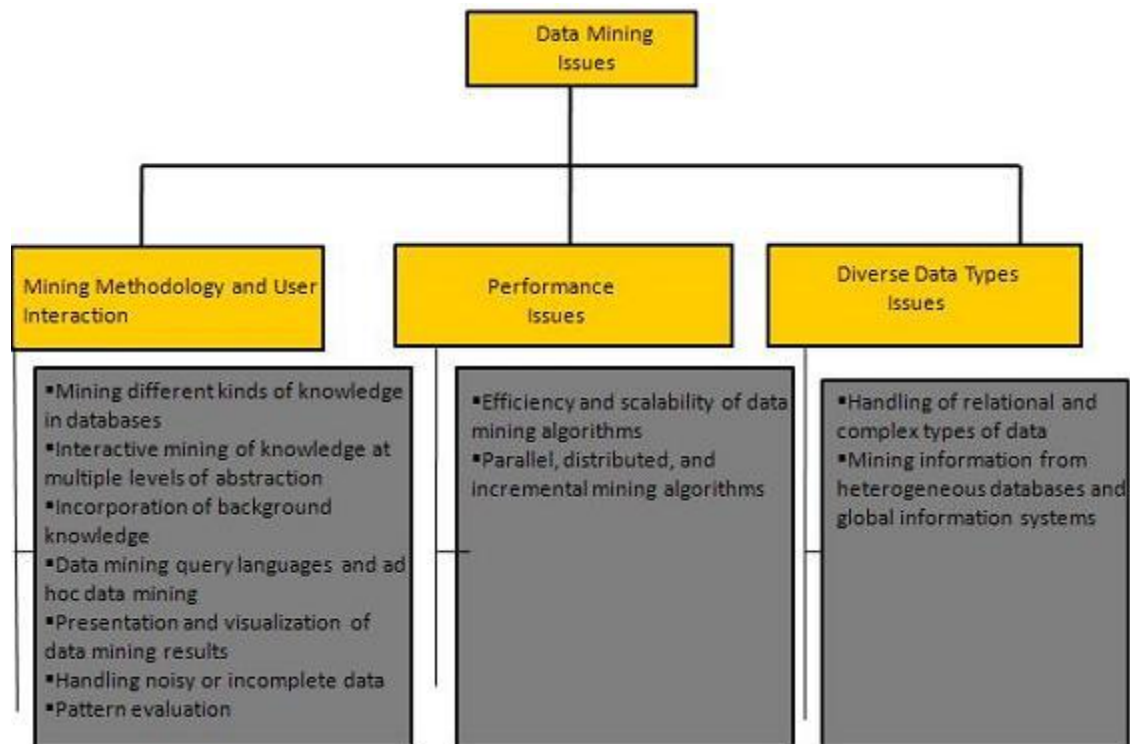 Data Mining
Issues
Mining Methodology and User
Interaction
▪Mining different kinds of knowledge
in databases
▪Interactive mining of knowledge at
multiple levels of abstraction
▪Incorporation of background
knowledge
▪Data mining query languages and ad
hoc data mining
▪Presentation and visualization of
data mining results
▪Handling noisy or incomplete data
▪Pattern evaluation
Performance
Issues
▪Efficiency and scalability of data
mining algorithms
▪Parallel, distributed, and
incremental mining algorithms
Diverse Data Types
Issues
▪Handling of relational and
complex types of data
▪Mining information from
heterogeneous databases and
global information systems